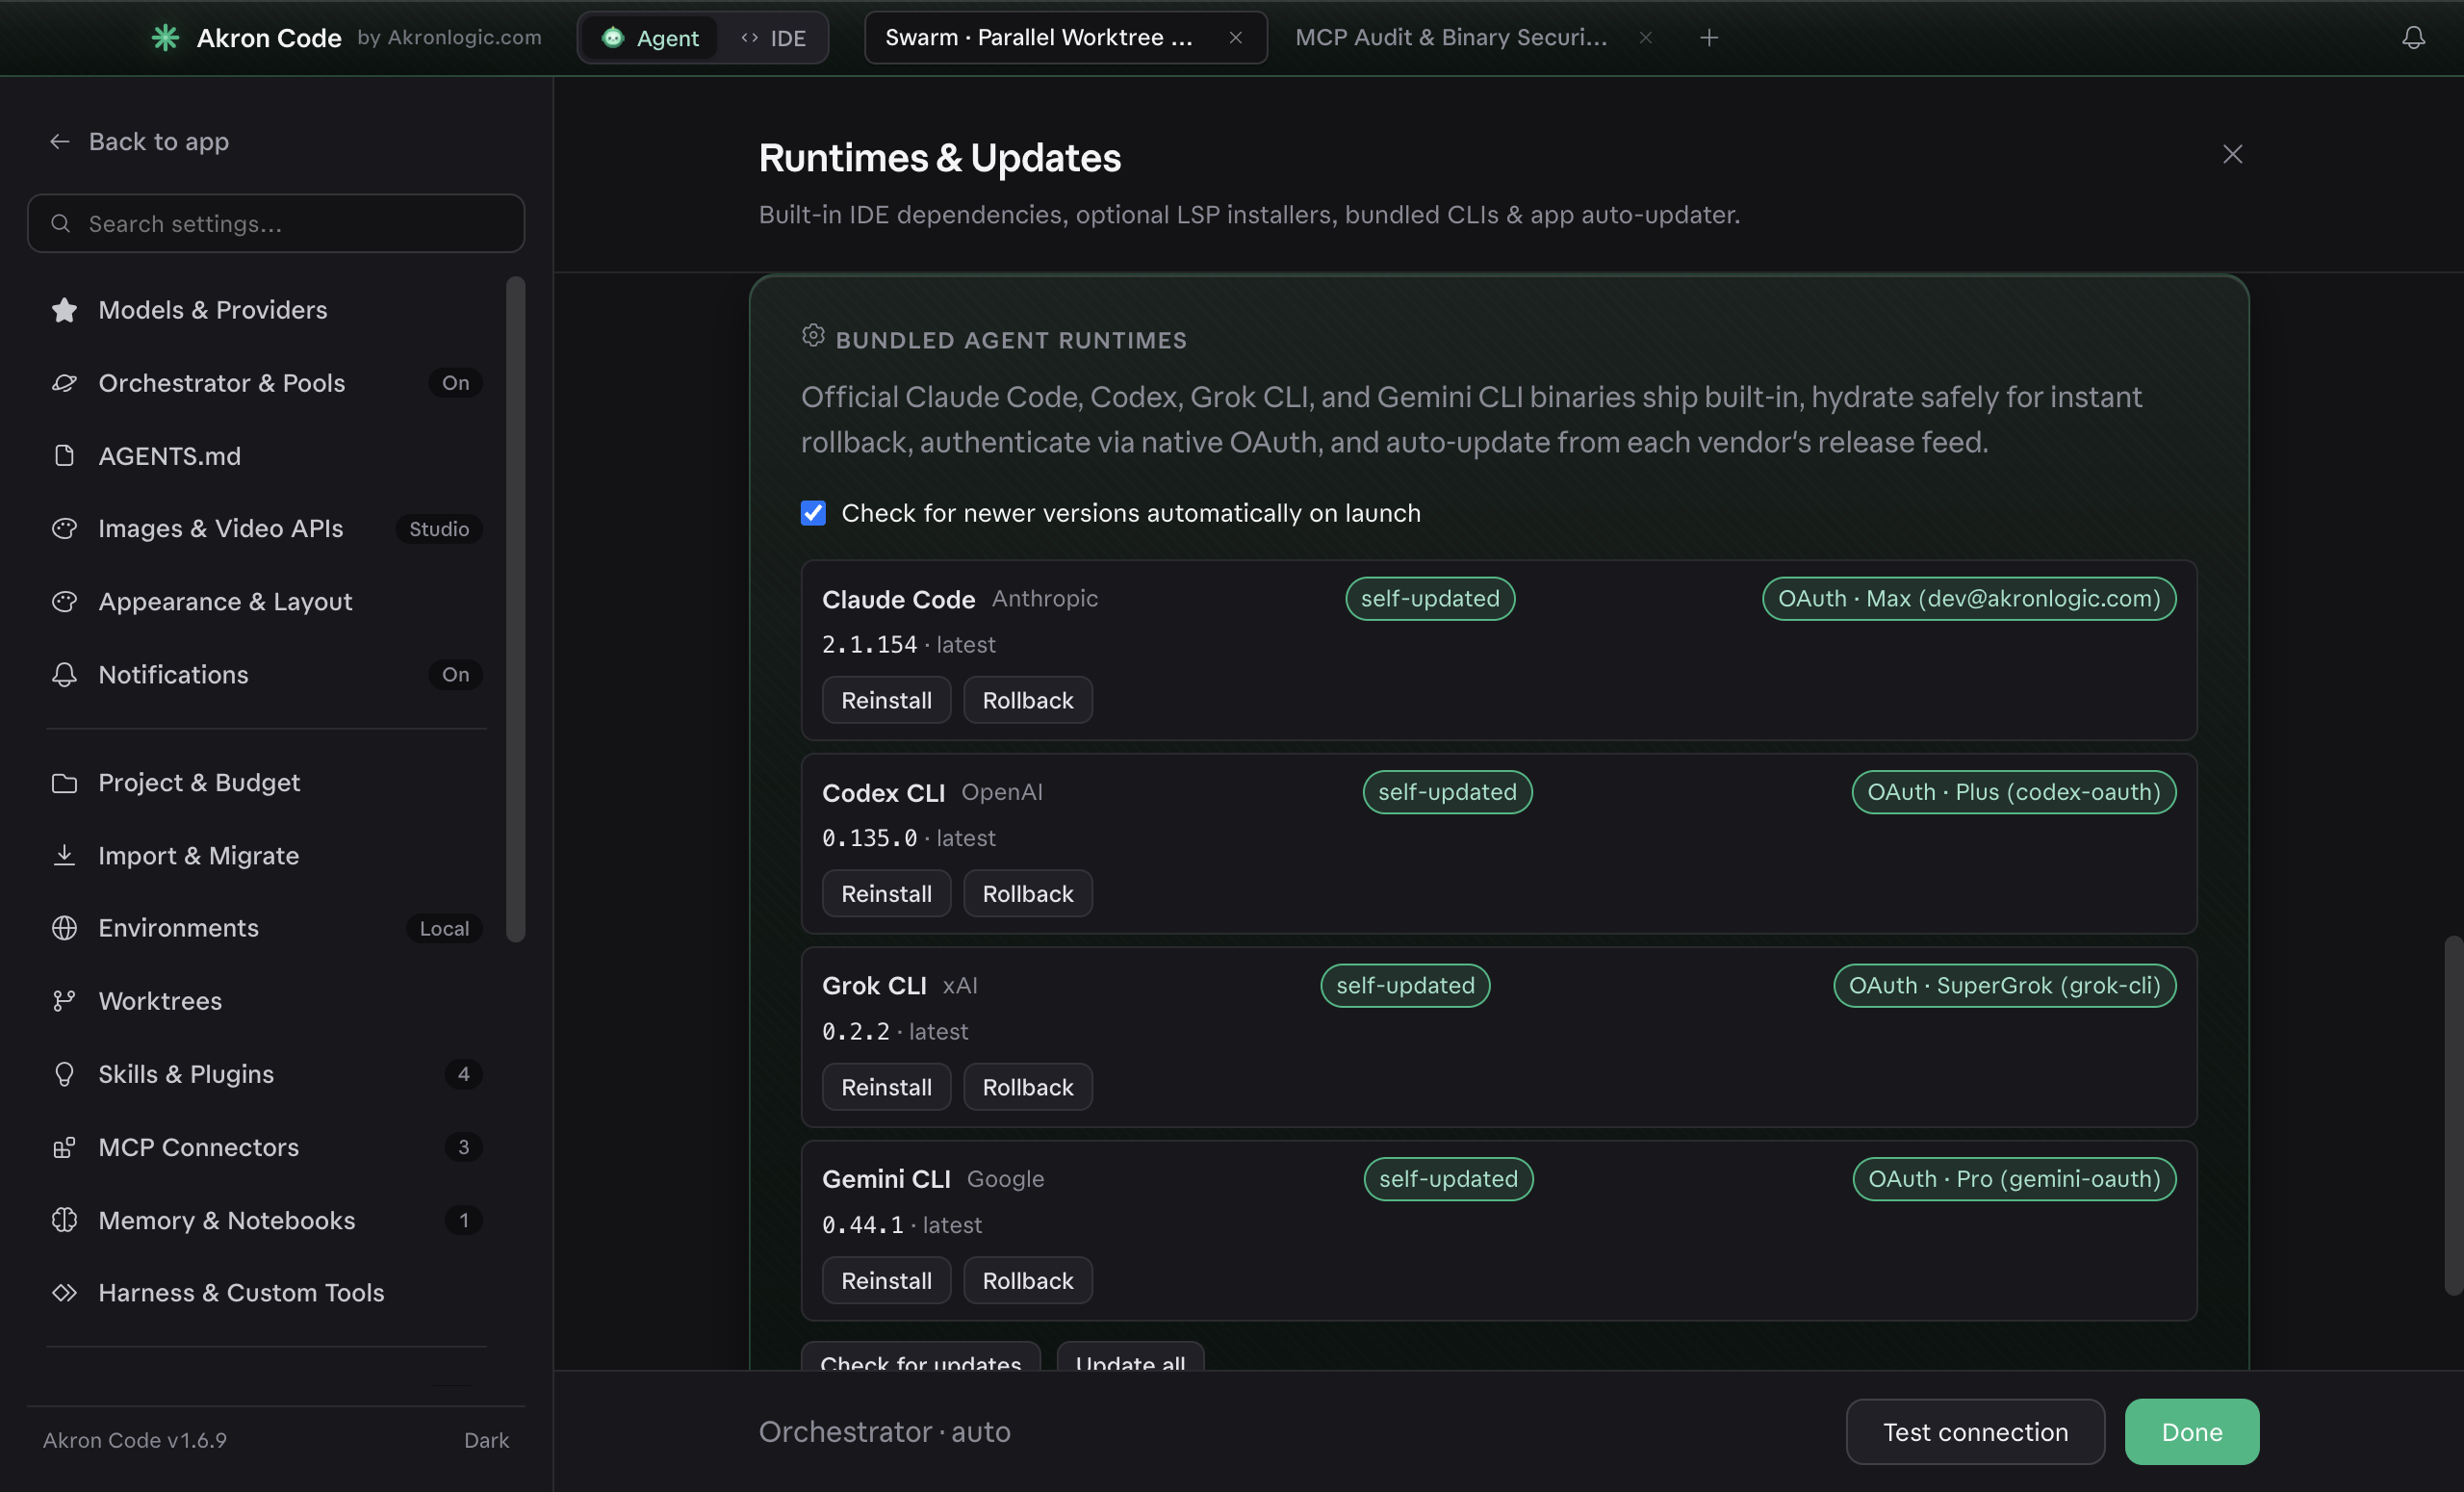 Akron Code by Akronlogic.com Agent IDE Swarm · Parallel Worktree ... MCP Audit & Binary Securi...
Back to app
Search settings...
Models & Providers
Orchestrator & Pools On
AGENTS.md
Images & Video APIs Studio
Appearance & Layout
Notifications On
Project & Budget
Import & Migrate
Environments Local
Worktrees
Skills & Plugins 4
MCP Connectors 3
Memory & Notebooks 1
Harness & Custom Tools
Akron Code v1.6.9 Dark
Runtimes & Updates
Built-in IDE dependencies, optional LSP installers, bundled CLIs & app auto-updater.
BUNDLED AGENT RUNTIMES
Official Claude Code, Codex, Grok CLI, and Gemini CLI binaries ship built-in, hydrate safely for instant
rollback, authenticate via native OAuth, and auto-update from each vendor's release feed.
Check for newer versions automatically on launch
Claude Code Anthropic self-updated OAuth · Max (dev@akronlogic.com)
2.1.154 · latest
Reinstall Rollback
Codex CLI OpenAI self-updated OAuth · Plus (codex-oauth)
0.135.0 · latest
Reinstall Rollback
Grok CLI xAI self-updated OAuth · SuperGrok (grok-cli)
0.2.2 · latest
Reinstall Rollback
Gemini CLI Google self-updated OAuth · Pro (gemini-oauth)
0.44.1 · latest
Reinstall Rollback
Check for updates Update all
Orchestrator · auto Test connection Done